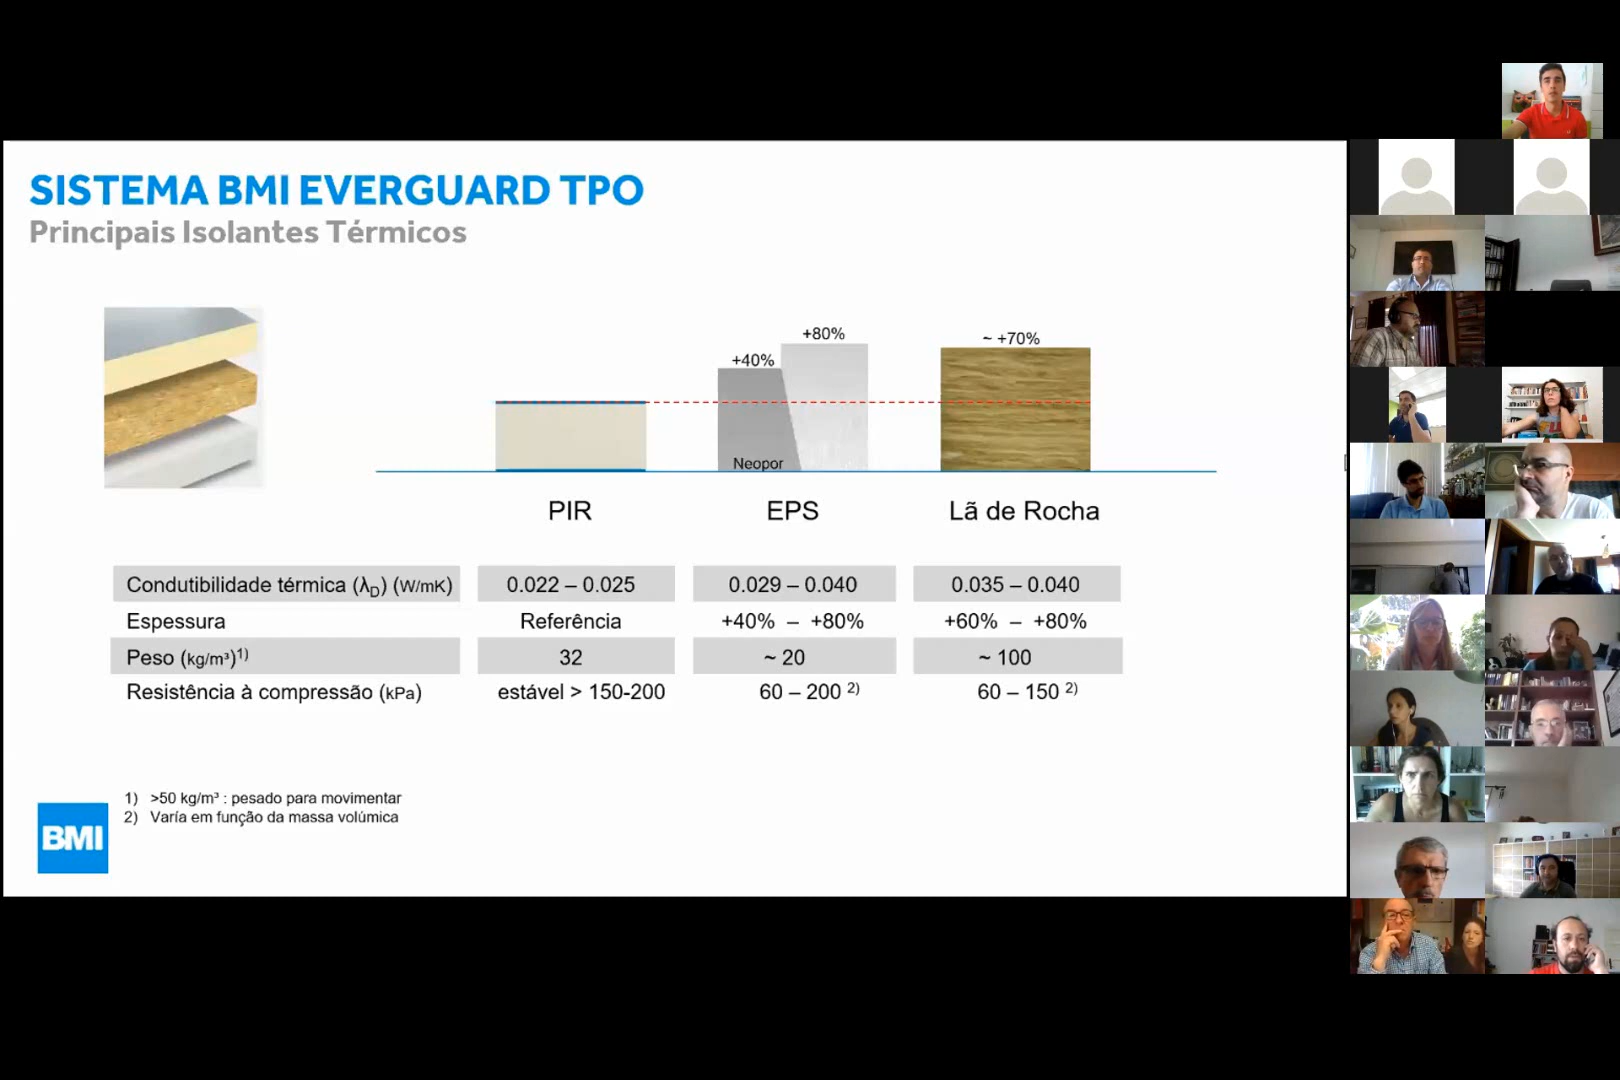 SISTEMA BMI EVERGUARD TPO
Principais Isolantes Térmicos
+40%
+80%
~ +70%
Neopor
PIR
EPS
Lã de Rocha
Condutibilidade térmica (λD) (W/mK) 0.022 – 0.025 0.029 – 0.040 0.035 – 0.040
Espessura Referência +40% – +80% +60% – +80%
Peso (kg/m³)1) 32 ~ 20 ~ 100
Resistência à compressão (kPa) estável > 150-200 60 – 200 2) 60 – 150 2)
1) >50 kg/m³ : pesado para movimentar
2) Varía em função da massa volúmica
BMI